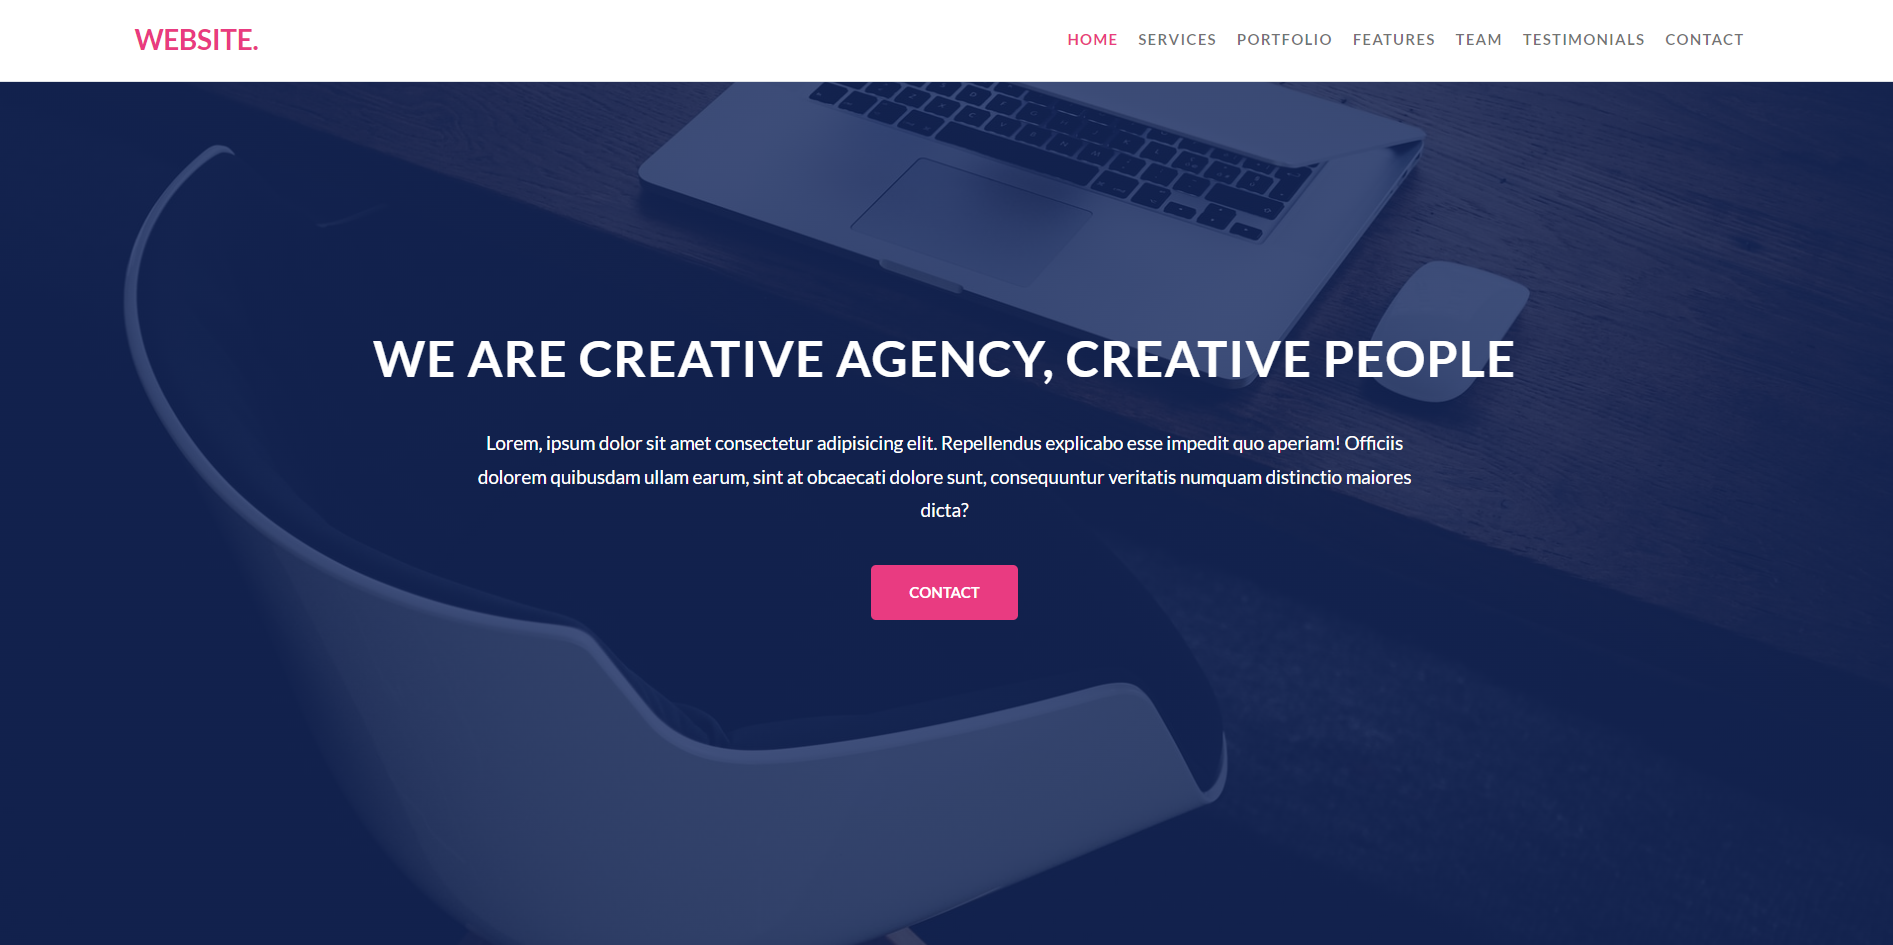 WEBSITE.
HOME SERVICES PORTFOLIO FEATURES TEAM TESTIMONIALS CONTACT
WE ARE CREATIVE AGENCY, CREATIVE PEOPLE
Lorem, ipsum dolor sit amet consectetur adipisicing elit. Repellendus explicabo esse impedit quo aperiam! Officiis
dolorem quibusdam ullam earum, sint at obcaecati dolore sunt, consequuntur veritatis numquam distinctio maiores
dicta?
CONTACT